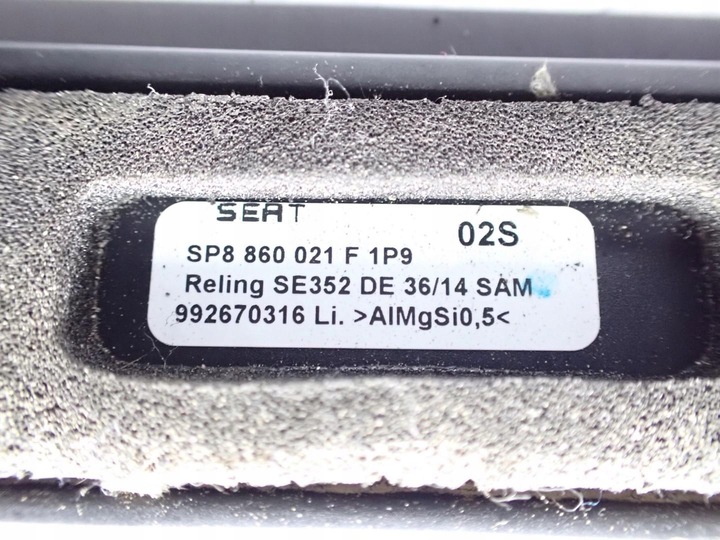 SEAT
02S
SP8 860 021 F 1P9
Reling SE352 DE 36/14 SAM
992670316 Li. >AlMgSi0,5<